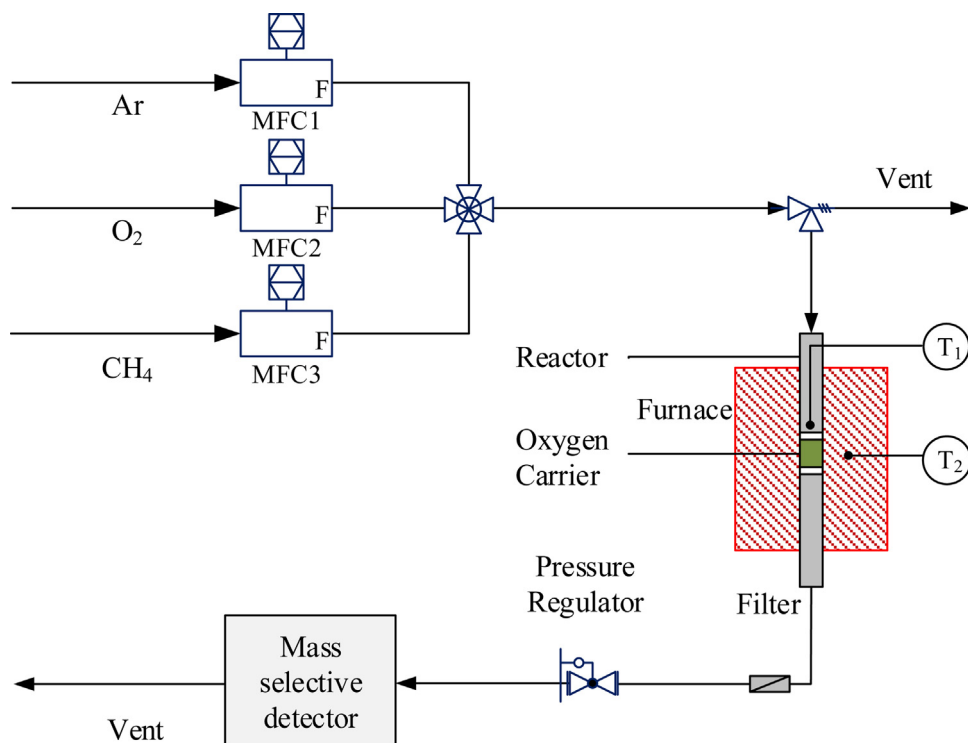 Ar
F
MFC1
O₂
F
MFC2
Vent
CH₄
F
MFC3
Reactor
T₁
Furnace
Oxygen
Carrier
T₂
Pressure
Regulator
Filter
Mass
selective
detector
Vent